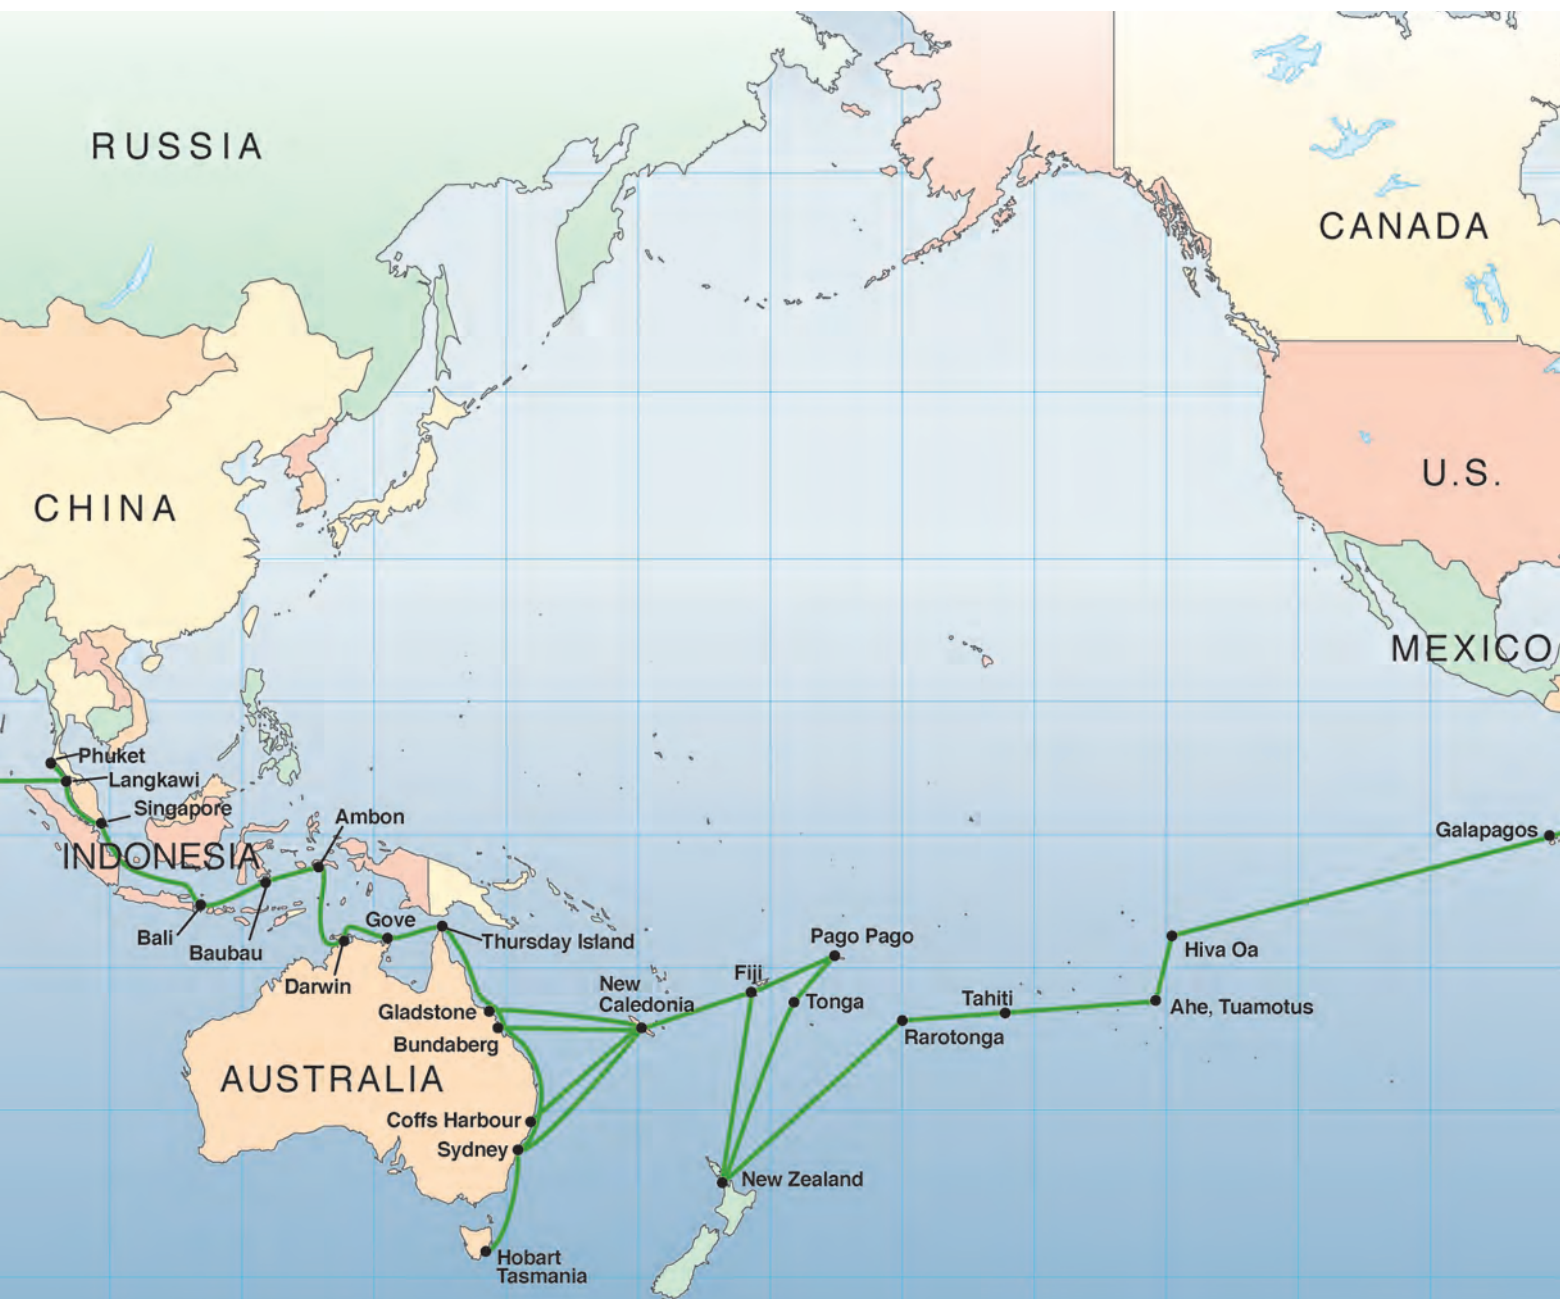 RUSSIA
CANADA
U.S.
CHINA
MEXICO
Phuket
Langkawi
Singapore
Ambon
Galapagos
INDONESIA
Gove
Bali
Thursday Island
Pago Pago
Baubau
Hiva Oa
Darwin
Fiji
New
Caledonia
Tonga
Tahiti
Ahe, Tuamotus
Gladstone
Rarotonga
Bundaberg
AUSTRALIA
Coffs Harbour
Sydney
New Zealand
Hobart
Tasmania